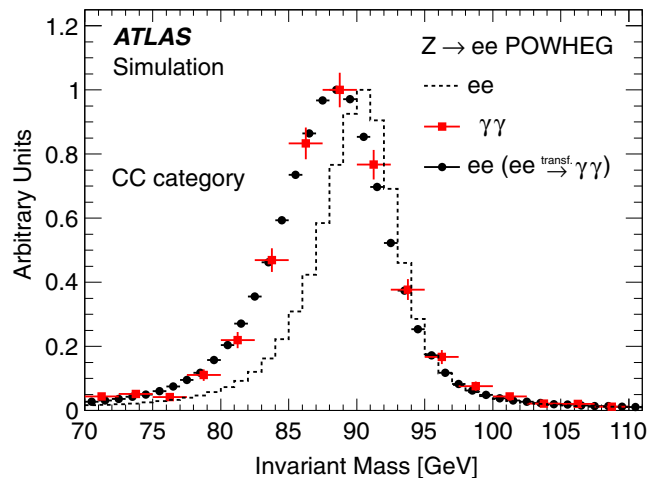 ATLAS
Simulation
CC category
Z → ee POWHEG
ee
γγ
ee (ee transf.→ γγ)
Arbitrary Units
1.2
1
0.8
0.6
0.4
0.2
0
70 75 80 85 90 95 100 105 110
Invariant Mass [GeV]